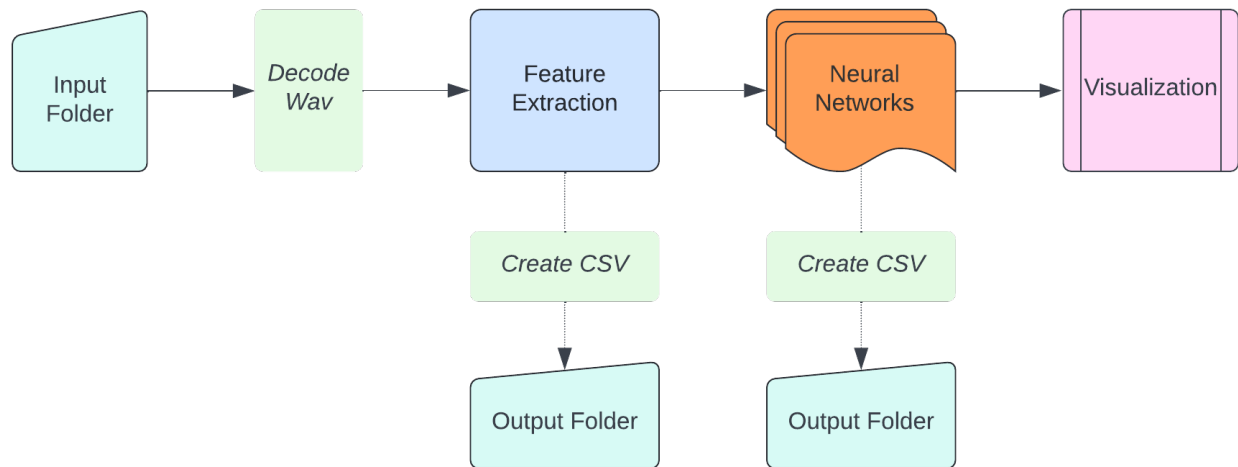 Input
Folder
Decode
Wav
Feature
Extraction
Neural
Networks
Visualization
Create CSV
Create CSV
Output Folder
Output Folder